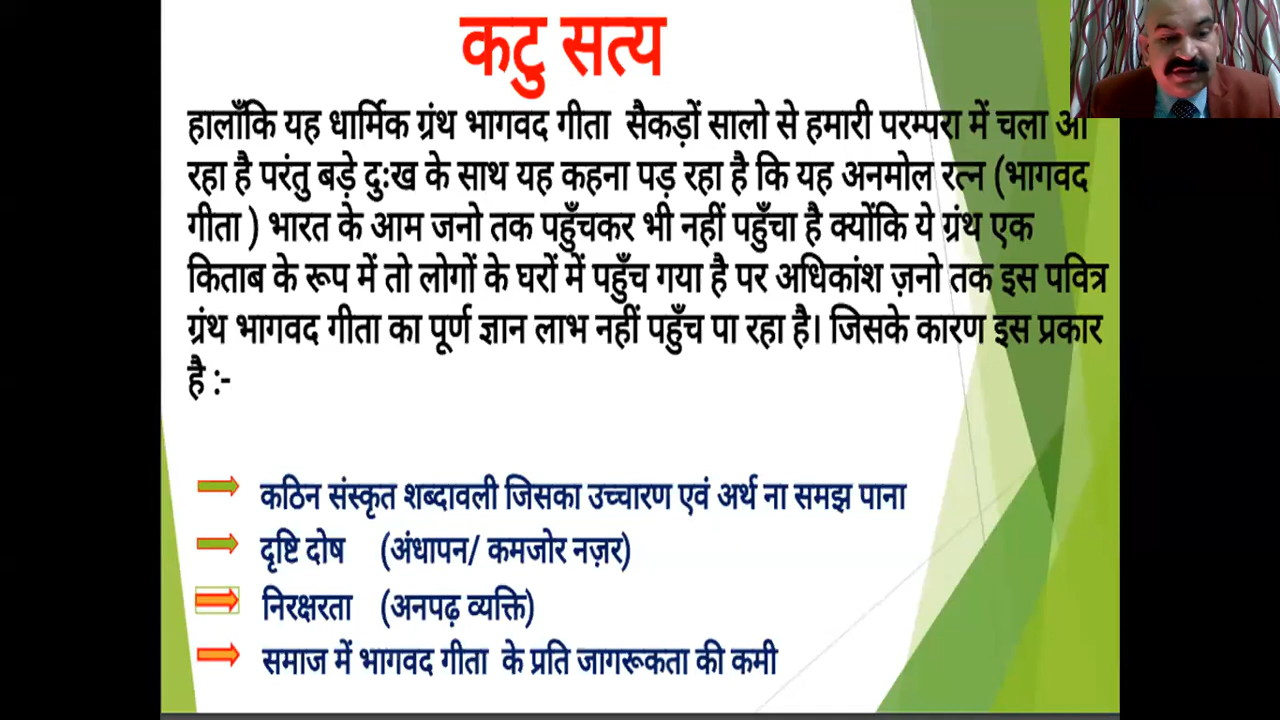 कटु सत्य
हालाँकि यह धार्मिक ग्रंथ भागवद गीता सैकड़ों सालो से हमारी परम्परा में चला आ
रहा है परंतु बड़े दुःख के साथ यह कहना पड़ रहा है कि यह अनमोल रत्न (भागवद
गीता ) भारत के आम जनो तक पहुँचकर भी नहीं पहुँचा है क्योंकि ये ग्रंथ एक
किताब के रूप में तो लोगों के घरों में पहुँच गया है पर अधिकांश ज़नो तक इस पवित्र
ग्रंथ भागवद गीता का पूर्ण ज्ञान लाभ नहीं पहुँच पा रहा है। जिसके कारण इस प्रकार
है :-
कठिन संस्कृत शब्दावली जिसका उच्चारण एवं अर्थ ना समझ पाना
दृष्टि दोष (अंधापन/ कमजोर नज़र)
निरक्षरता (अनपढ़ व्यक्ति)
समाज में भागवद गीता के प्रति जागरूकता की कमी